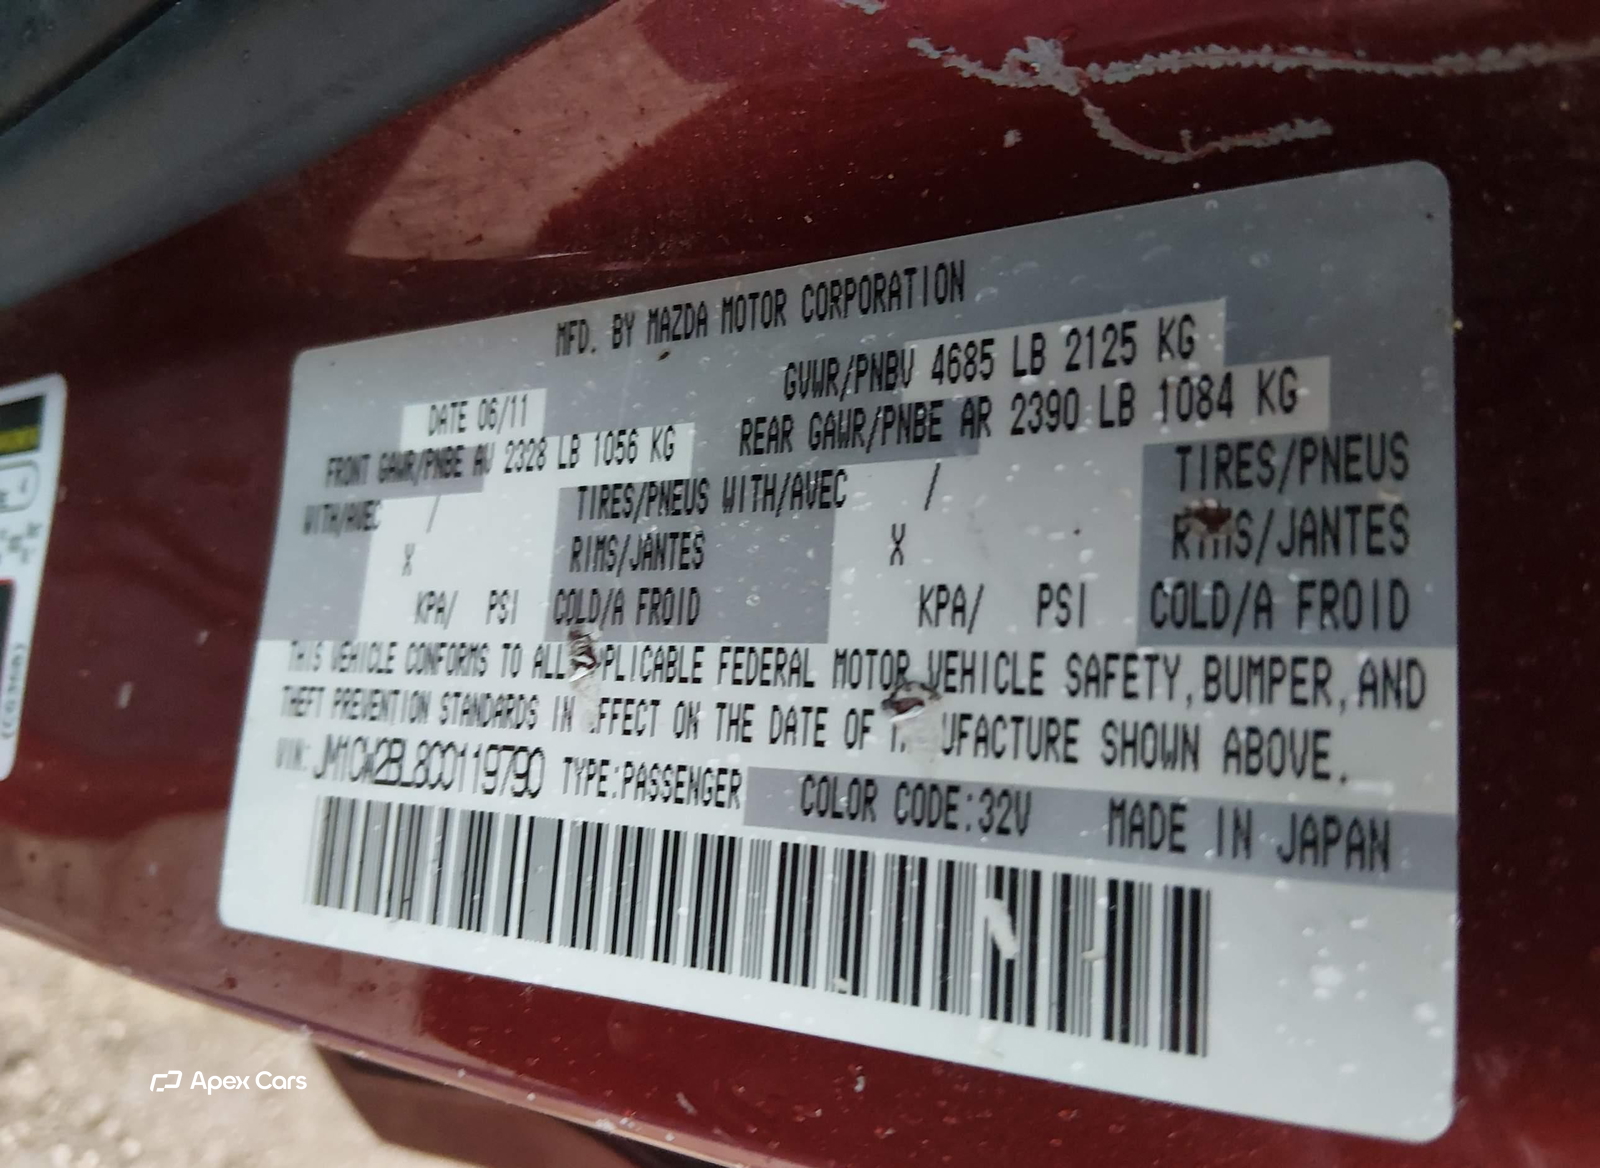 MFD. BY MAZDA MOTOR CORPORATION
DATE 06/11 GVWR/PNBV 4685 LB 2125 KG
FRONT GAWR/PNBE AV 2328 LB 1056 KG REAR GAWR/PNBE AR 2390 LB 1084 KG
WITH/AVEC / TIRES/PNEUS WITH/AVEC / TIRES/PNEUS
X RIMS/JANTES X RIMS/JANTES
KPA/ PSI COLD/A FROID KPA/ PSI COLD/A FROID
THIS VEHICLE CONFORMS TO ALL APPLICABLE FEDERAL MOTOR VEHICLE SAFETY, BUMPER, AND
THEFT PREVENTION STANDARDS IN EFFECT ON THE DATE OF MANUFACTURE SHOWN ABOVE.
VIN: JM1CW2BL8C0119790 TYPE:PASSENGER COLOR CODE:32V MADE IN JAPAN
Apex Cars